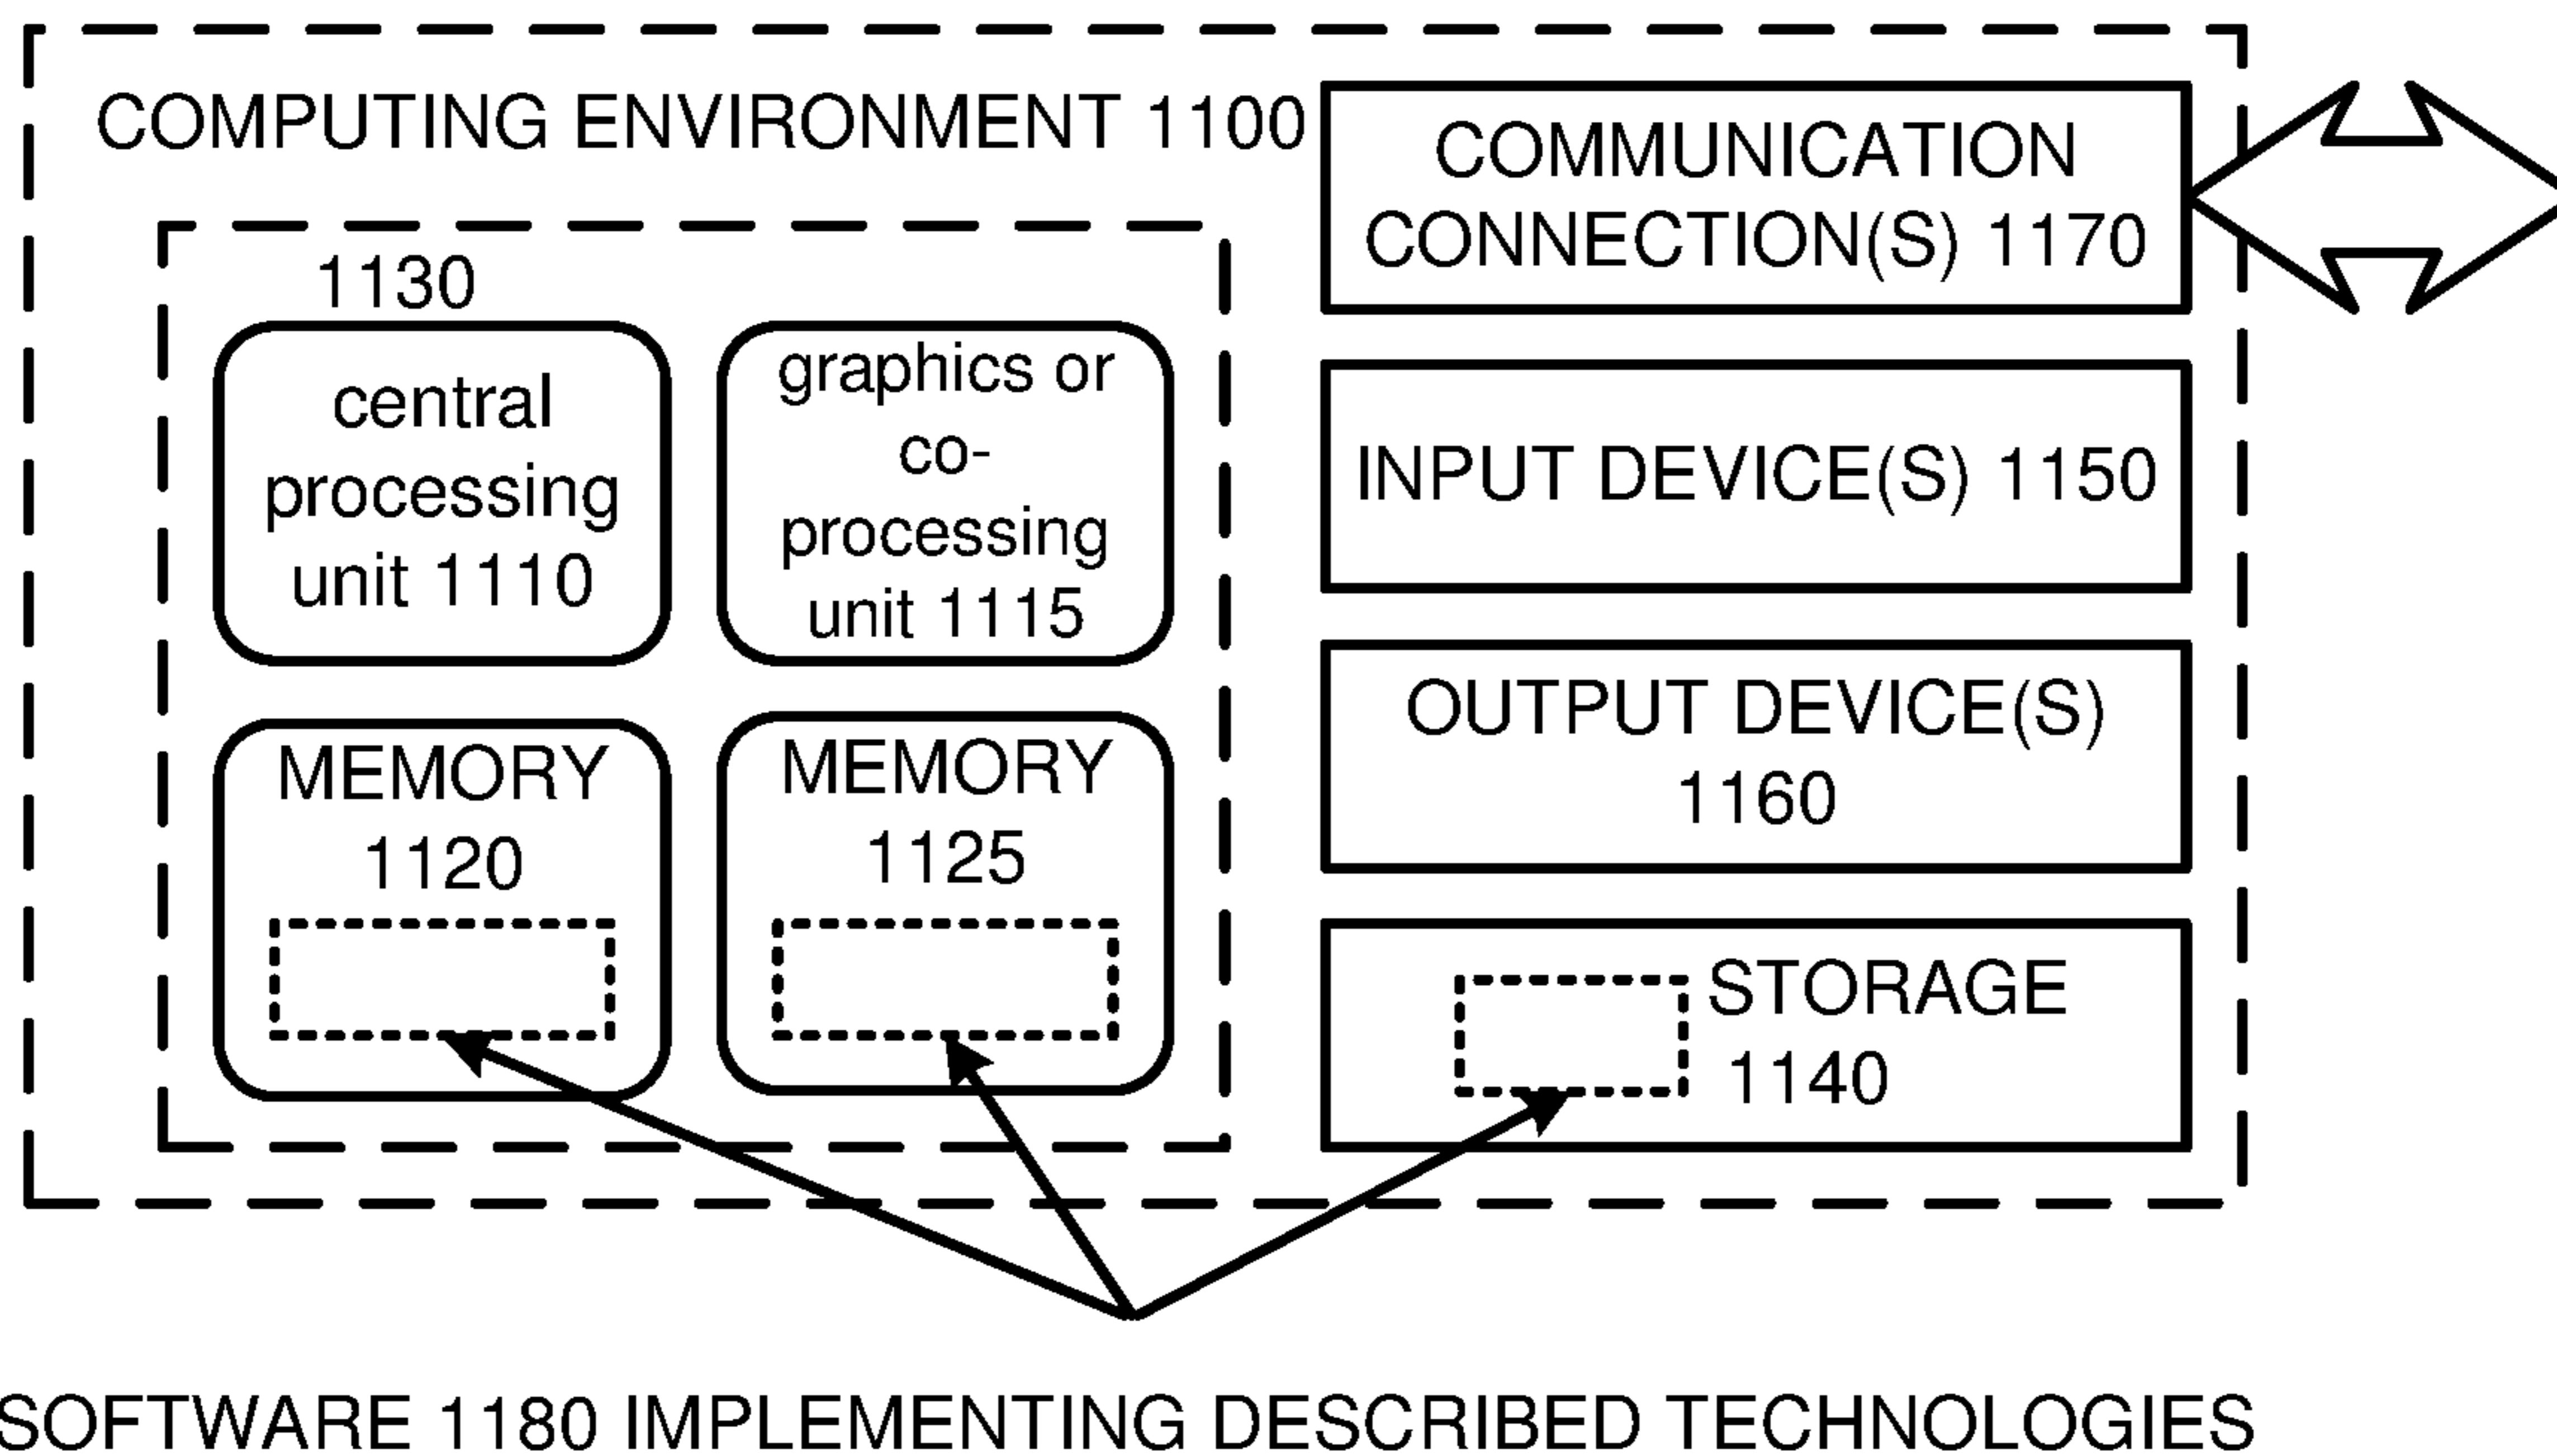 COMPUTING ENVIRONMENT 1100
1130
central
processing
unit 1110
graphics or
co-
processing
unit 1115
MEMORY
1120
MEMORY
1125
COMMUNICATION
CONNECTION(S) 1170
INPUT DEVICE(S) 1150
OUTPUT DEVICE(S)
1160
STORAGE
1140
SOFTWARE 1180 IMPLEMENTING DESCRIBED TECHNOLOGIES